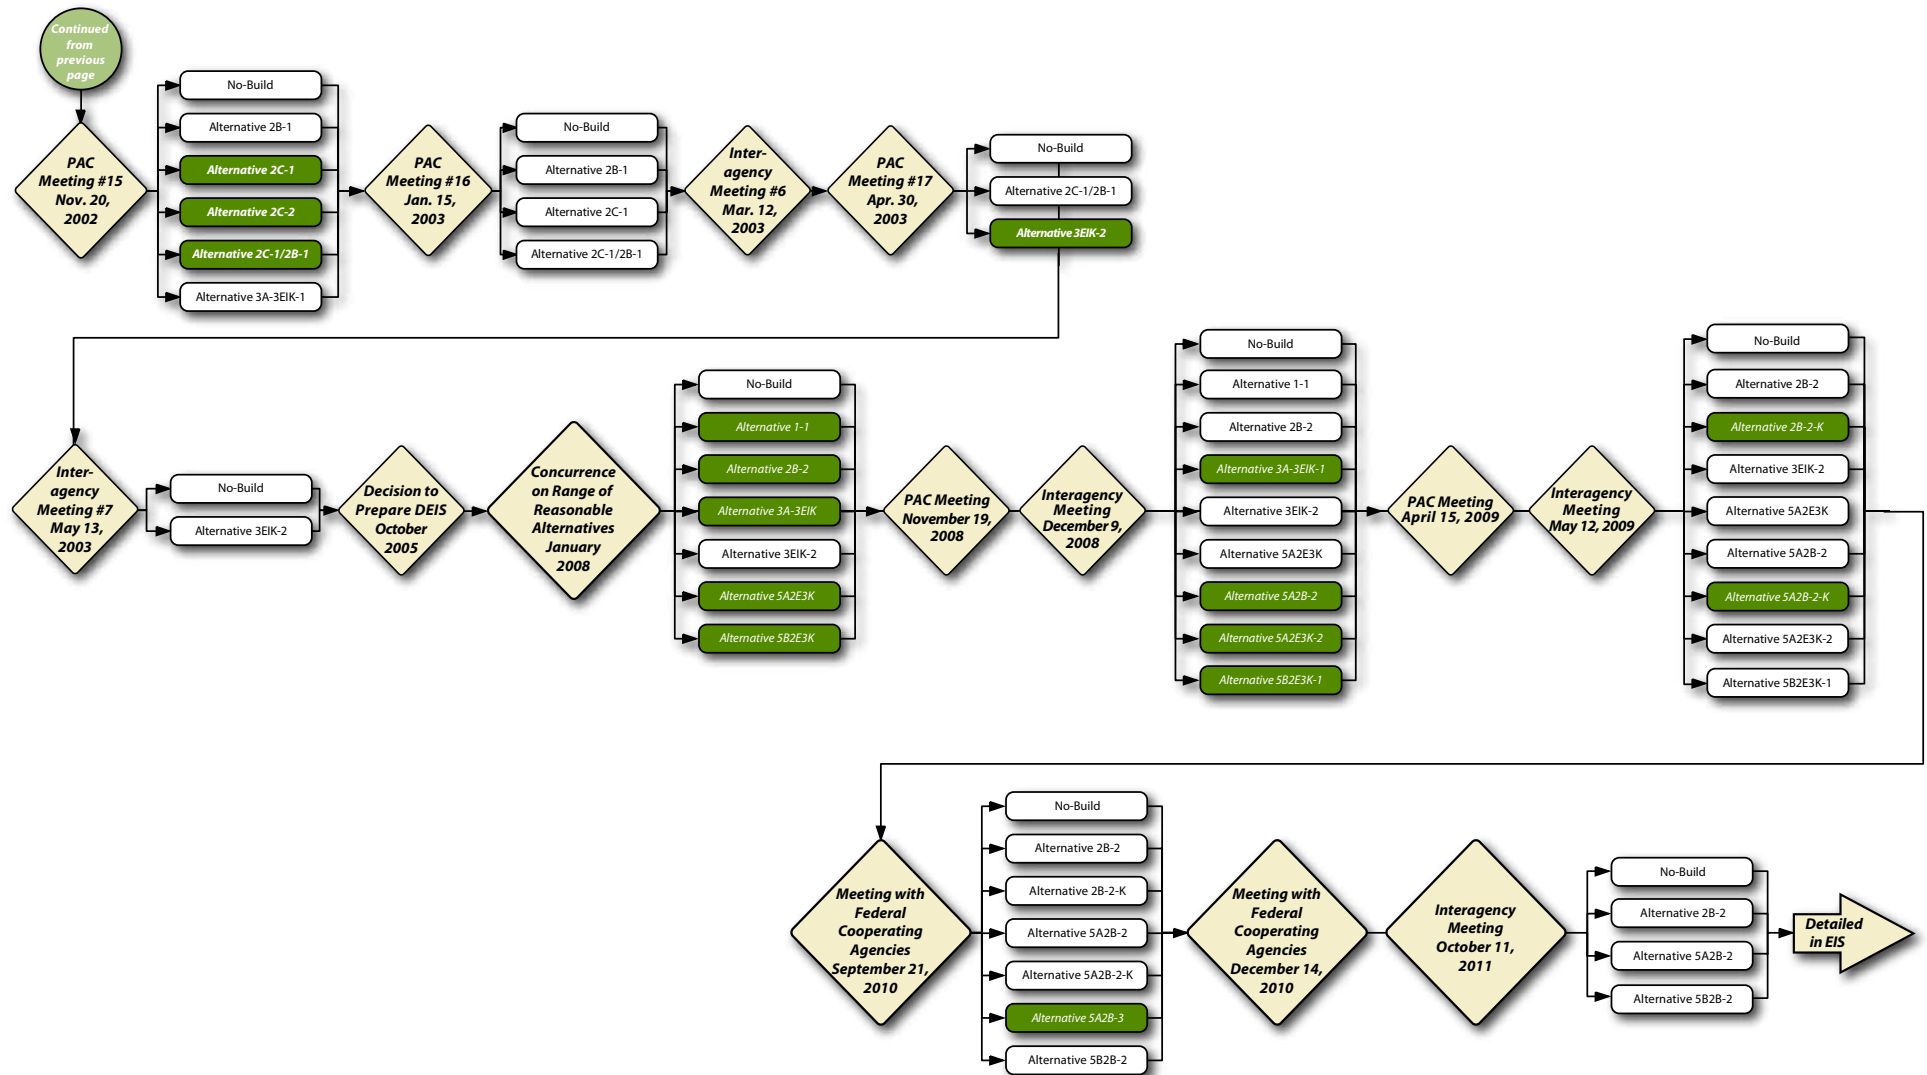 Continued
from
previous
page
PAC
Meeting #15
Nov. 20,
2002
No-Build
Alternative 2B-1
Alternative 2C-1
Alternative 2C-2
Alternative 2C-1/2B-1
Alternative 3A-3EIK-1
PAC
Meeting #16
Jan. 15,
2003
No-Build
Alternative 2B-1
Alternative 2C-1
Alternative 2C-1/2B-1
Inter-
agency
Meeting #6
Mar. 12,
2003
PAC
Meeting #17
Apr. 30,
2003
No-Build
Alternative 2C-1/2B-1
Alternative 3EIK-2
Inter-
agency
Meeting #7
May 13,
2003
No-Build
Alternative 3EIK-2
Decision to
Prepare DEIS
October
2005
Concurrence
on Range of
Reasonable
Alternatives
January
2008
No-Build
Alternative 1-1
Alternative 2B-2
Alternative 3A-3EIK
Alternative 3EIK-2
Alternative 5A2E3K
Alternative 5B2E3K
PAC Meeting
November 19,
2008
Interagency
Meeting
December 9,
2008
No-Build
Alternative 1-1
Alternative 2B-2
Alternative 3A-3EIK-1
Alternative 3EIK-2
Alternative 5A2E3K
Alternative 5A2B-2
Alternative 5A2E3K-2
Alternative 5B2E3K-1
PAC Meeting
April 15, 2009
Interagency
Meeting
May 12, 2009
No-Build
Alternative 2B-2
Alternative 2B-2-K
Alternative 3EIK-2
Alternative 5A2E3K
Alternative 5A2B-2
Alternative 5A2B-2-K
Alternative 5A2E3K-2
Alternative 5B2E3K-1
Meeting with
Federal
Cooperating
Agencies
September 21,
2010
No-Build
Alternative 2B-2
Alternative 2B-2-K
Alternative 5A2B-2
Alternative 5A2B-2-K
Alternative 5A2B-3
Alternative 5B2B-2
Meeting with
Federal
Cooperating
Agencies
December 14,
2010
Interagency
Meeting
October 11,
2011
No-Build
Alternative 2B-2
Alternative 5A2B-2
Alternative 5B2B-2
Detailed
in EIS